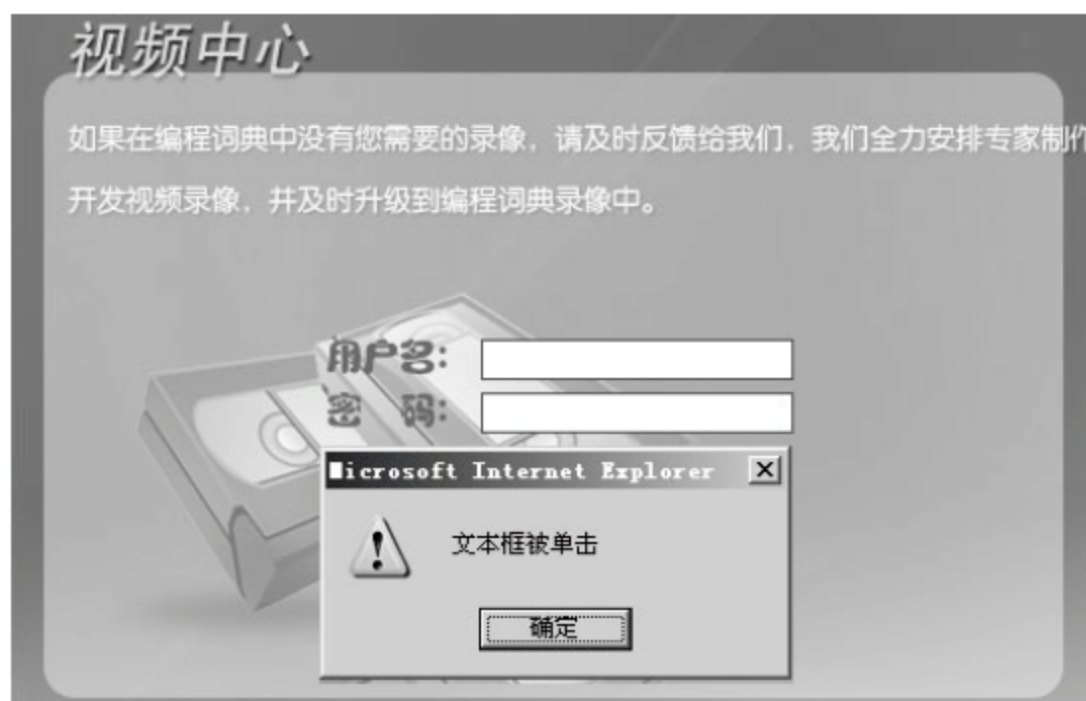 视频中心
如果在编程词典中没有您需要的录像，请及时反馈给我们，我们全力安排专家制作
开发视频录像，并及时升级到编程词典录像中。
用户名：
密 码：
Microsoft Internet Explorer
文本框被单击
确定